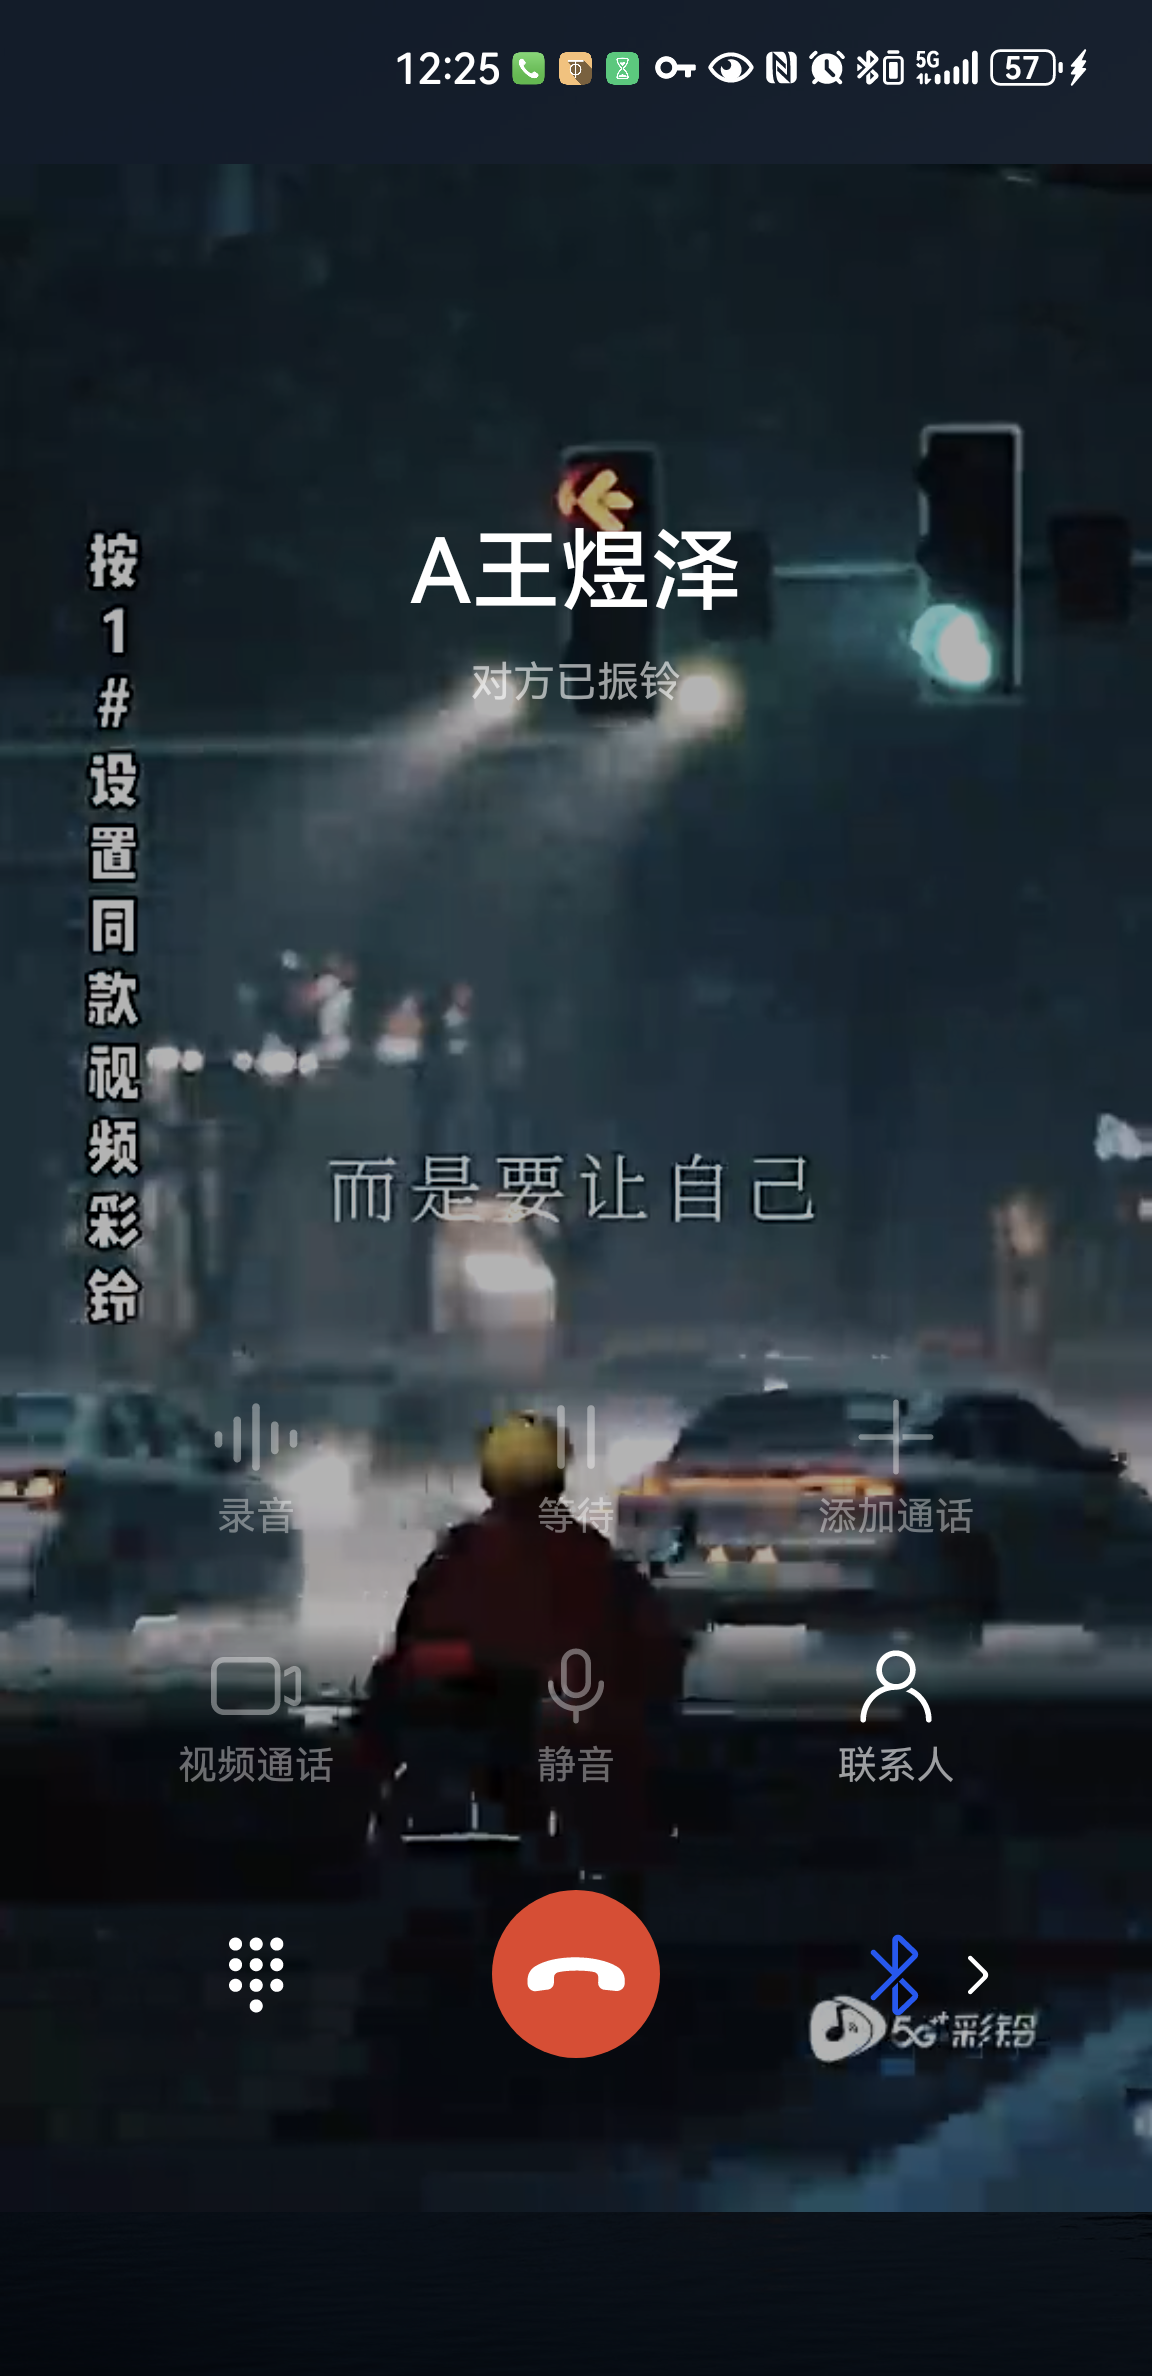 12:25
5G
57
A王煜泽
对方已振铃
按1#设置同款视频彩铃
而是要让自己
录音
等待
添加通话
视频通话
静音
联系人
5G+彩铃